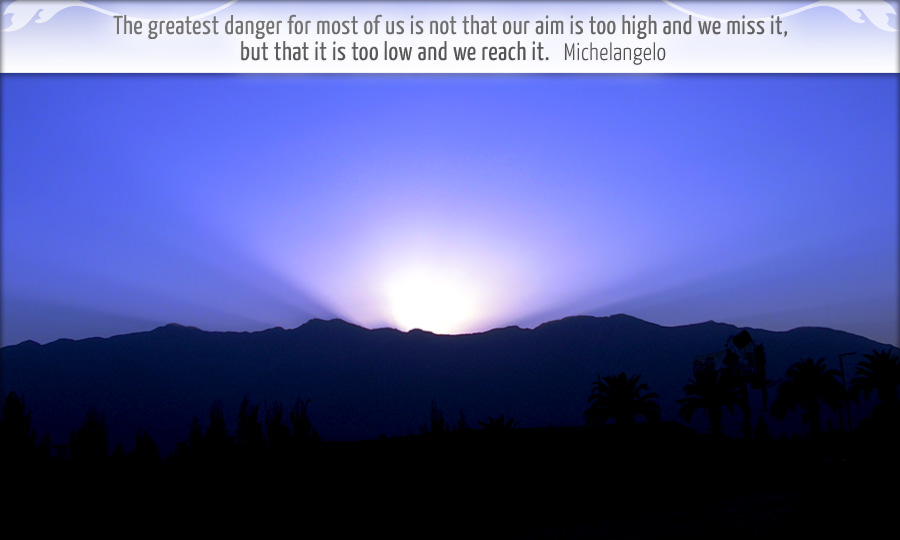 The greatest danger for most of us is not that our aim is too high and we miss it,
but that it is too low and we reach it. Michelangelo